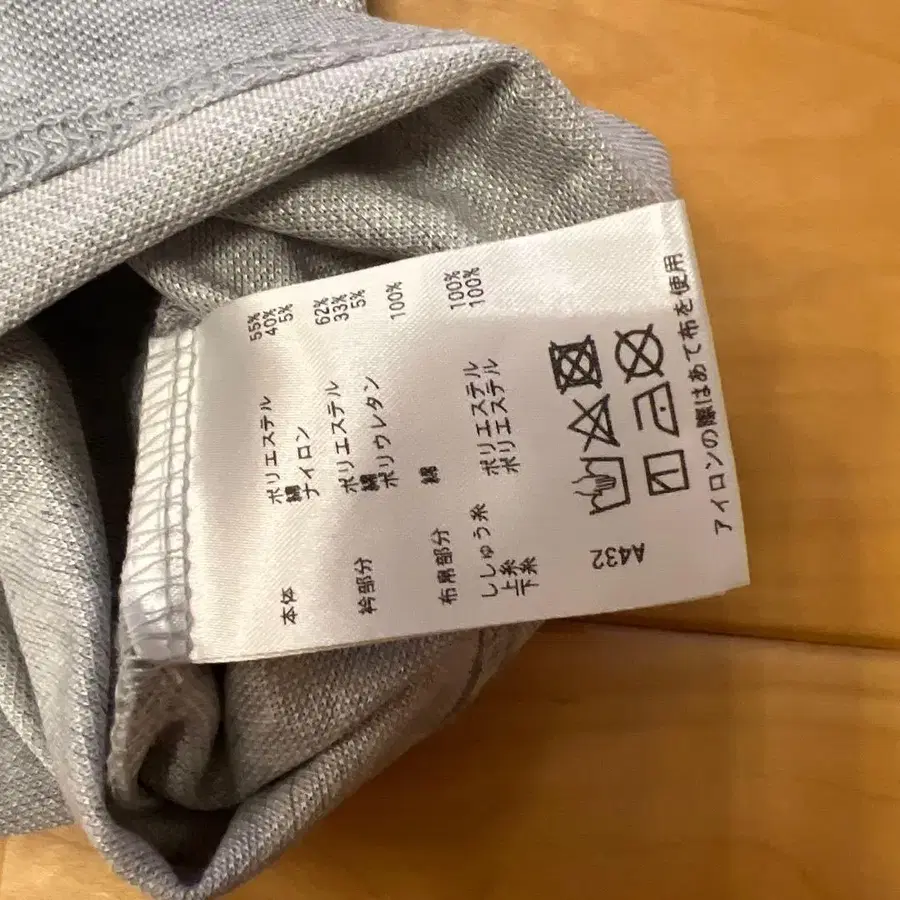 本体 ポリエステル 55%
綿 40%
ナイロン 5%
衿部分 ポリエステル 62%
綿 33%
ポリウレタン 5%
布帛部分 綿 100%
ししゅう糸
上糸 ポリエステル 100%
下糸 ポリエステル 100%
A432
アイロンの際はあて布を使用